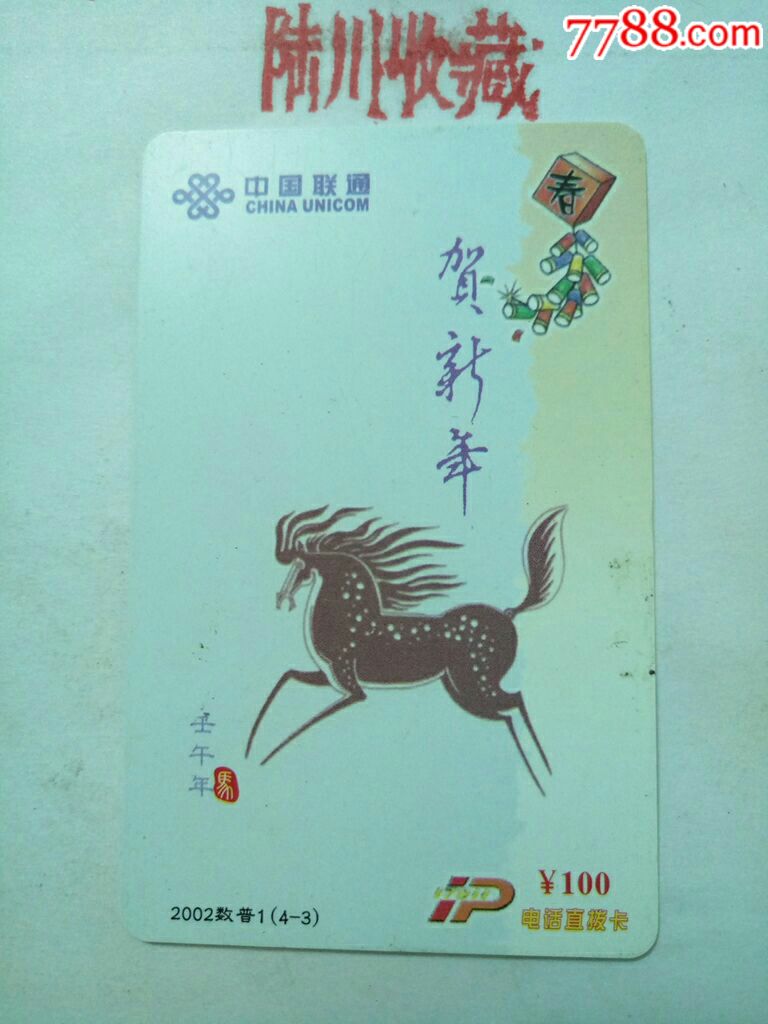 7788.com
陆川收藏
中国联通
CHINA UNICOM
春
贺新年
壬午年
馬
2002数普1(4-3)
IP
¥100
电话直拨卡